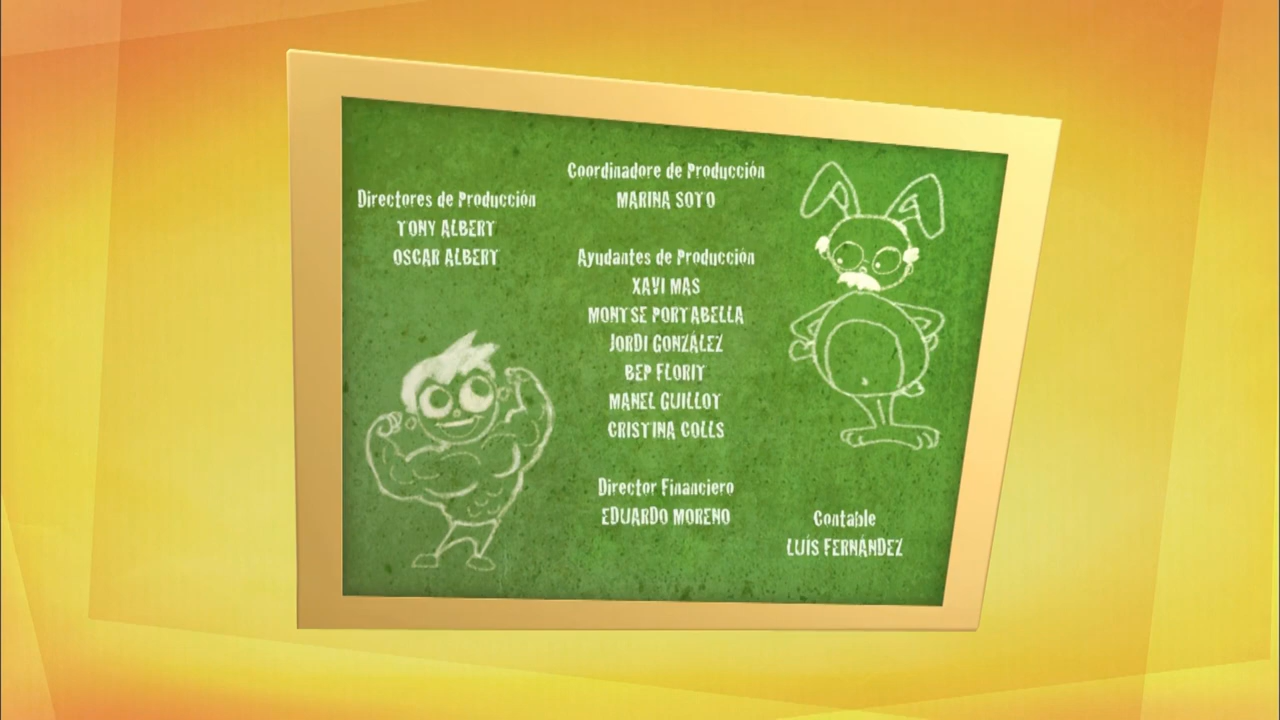 Directores de Producción
TONY ALBERT
OSCAR ALBERT
Coordinadore de Producción
MARINA SOTO
Ayudantes de Producción
XAVI MAS
MONTSE PORTABELLA
JORDI GONZÁLEZ
BEP FLORIT
MANEL GUILLOT
CRISTINA COLLS
Director Financiero
EDUARDO MORENO
Contable
LUÍS FERNÁNDEZ